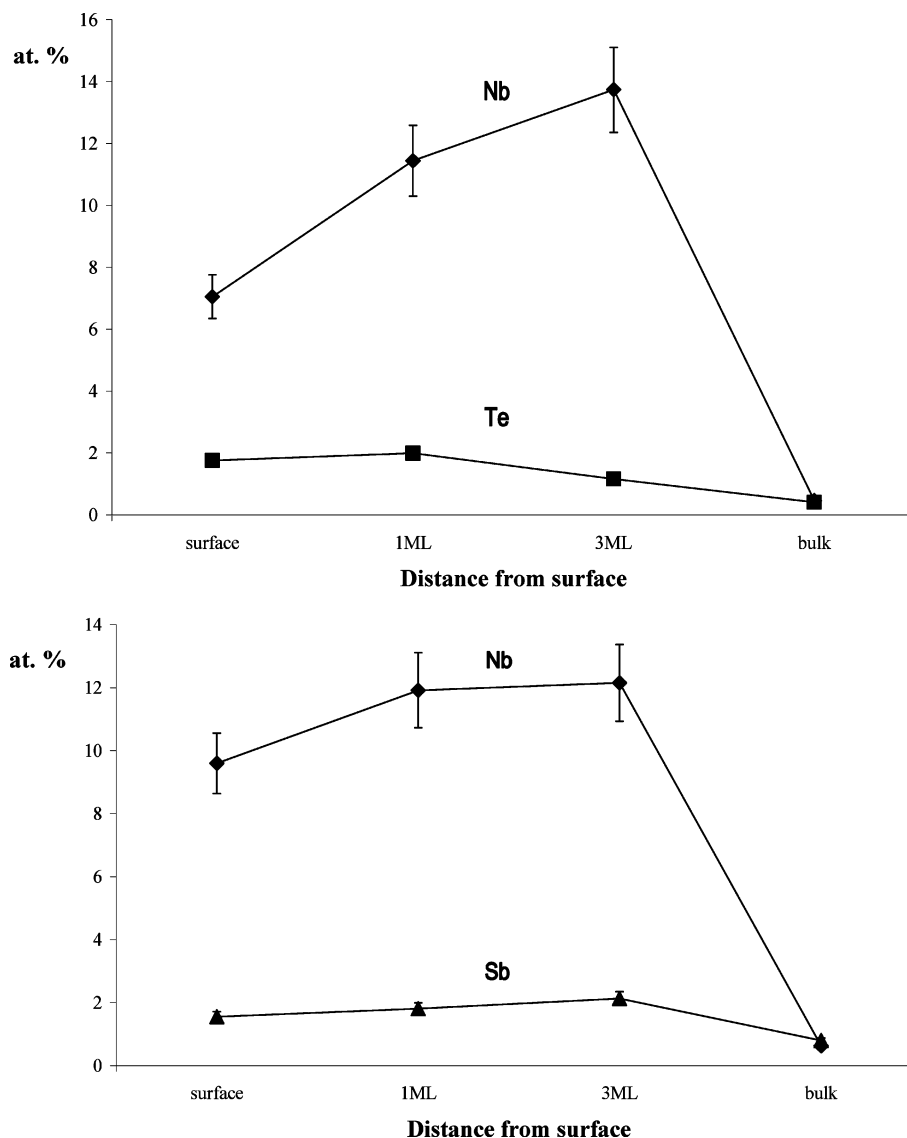 16
at. %
14
Nb
12
10
8
6
4
Te
2
0
surface 1ML 3ML bulk
Distance from surface
14
at. %
Nb
12
10
8
6
4
Sb
2
0
surface 1ML 3ML bulk
Distance from surface